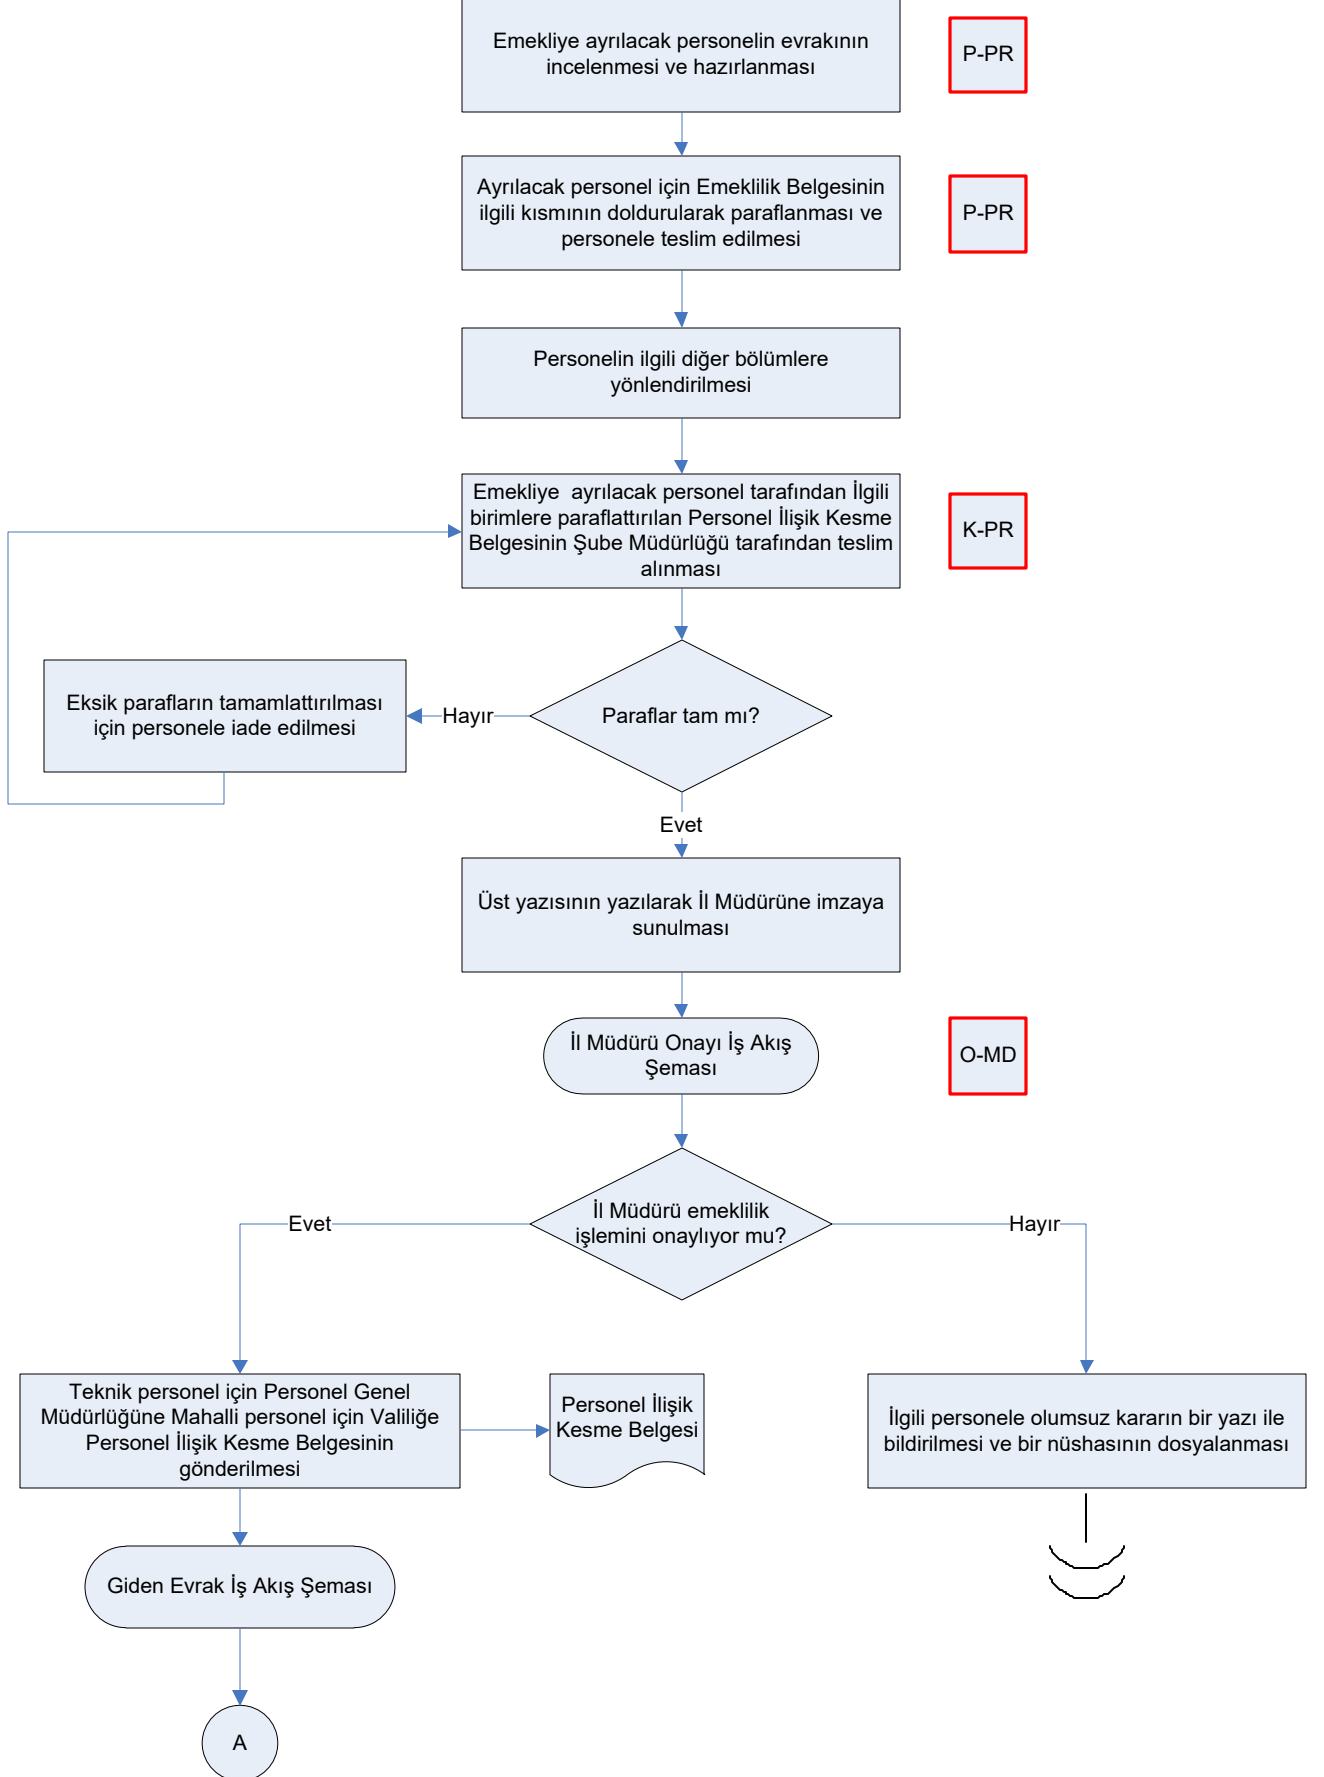 Emekliye ayrılacak personelin evrakının
incelenmesi ve hazırlanması
P-PR
Ayrılacak personel için Emeklilik Belgesinin
ilgili kısmının doldurularak paraflanması ve
personele teslim edilmesi
P-PR
Personelin ilgili diğer bölümlere
yönlendirilmesi
Emekliye  ayrılacak personel tarafından İlgili
birimlere paraflattırılan Personel İlişik Kesme
Belgesinin Şube Müdürlüğü tarafından teslim
alınması
K-PR
Eksik parafların tamamlattırılması
için personele iade edilmesi
Hayır
Paraflar tam mı?
Evet
Üst yazısının yazılarak İl Müdürüne imzaya
sunulması
İl Müdürü Onayı İş Akış
Şeması
O-MD
İl Müdürü emeklilik
işlemini onaylıyor mu?
Evet
Hayır
Teknik personel için Personel Genel
Müdürlüğüne Mahalli personel için Valiliğe
Personel İlişik Kesme Belgesinin
gönderilmesi
Personel İlişik
Kesme Belgesi
İlgili personele olumsuz kararın bir yazı ile
bildirilmesi ve bir nüshasının dosyalanması
Giden Evrak İş Akış Şeması
A